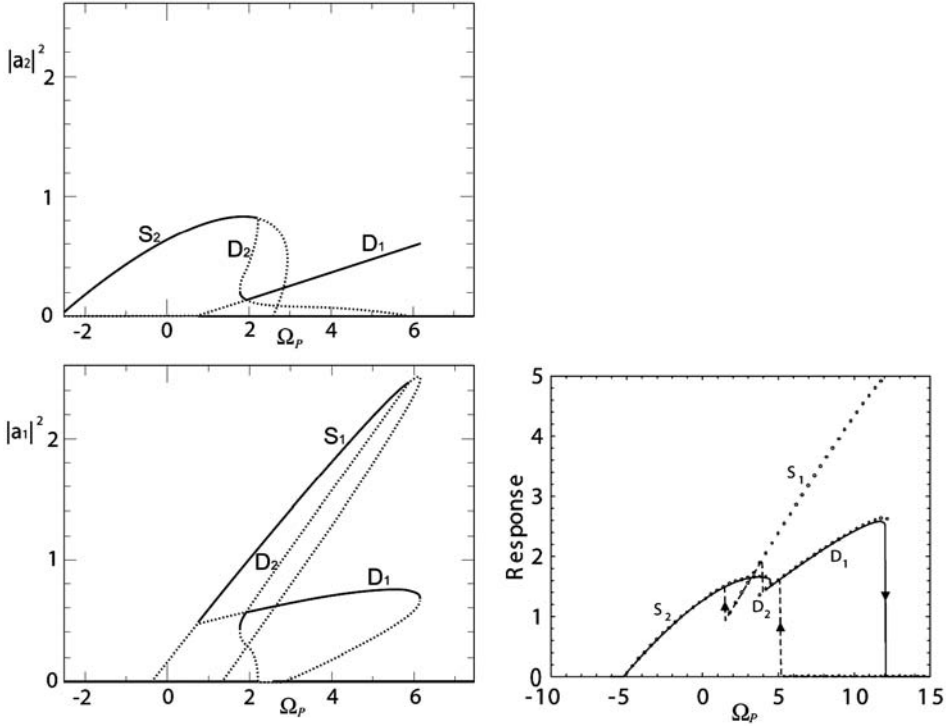 |a₂|²
2
1
0
S₂
D₂
D₁
-2 0 2 4 6
Ωₚ
|a₁|²
2
1
0
S₁
D₂
D₁
-2 0 2 4 6
Ωₚ
Response
5
4
3
2
1
0
S₁
S₂
D₂
D₁
-10 -5 0 5 10 15
Ωₚ